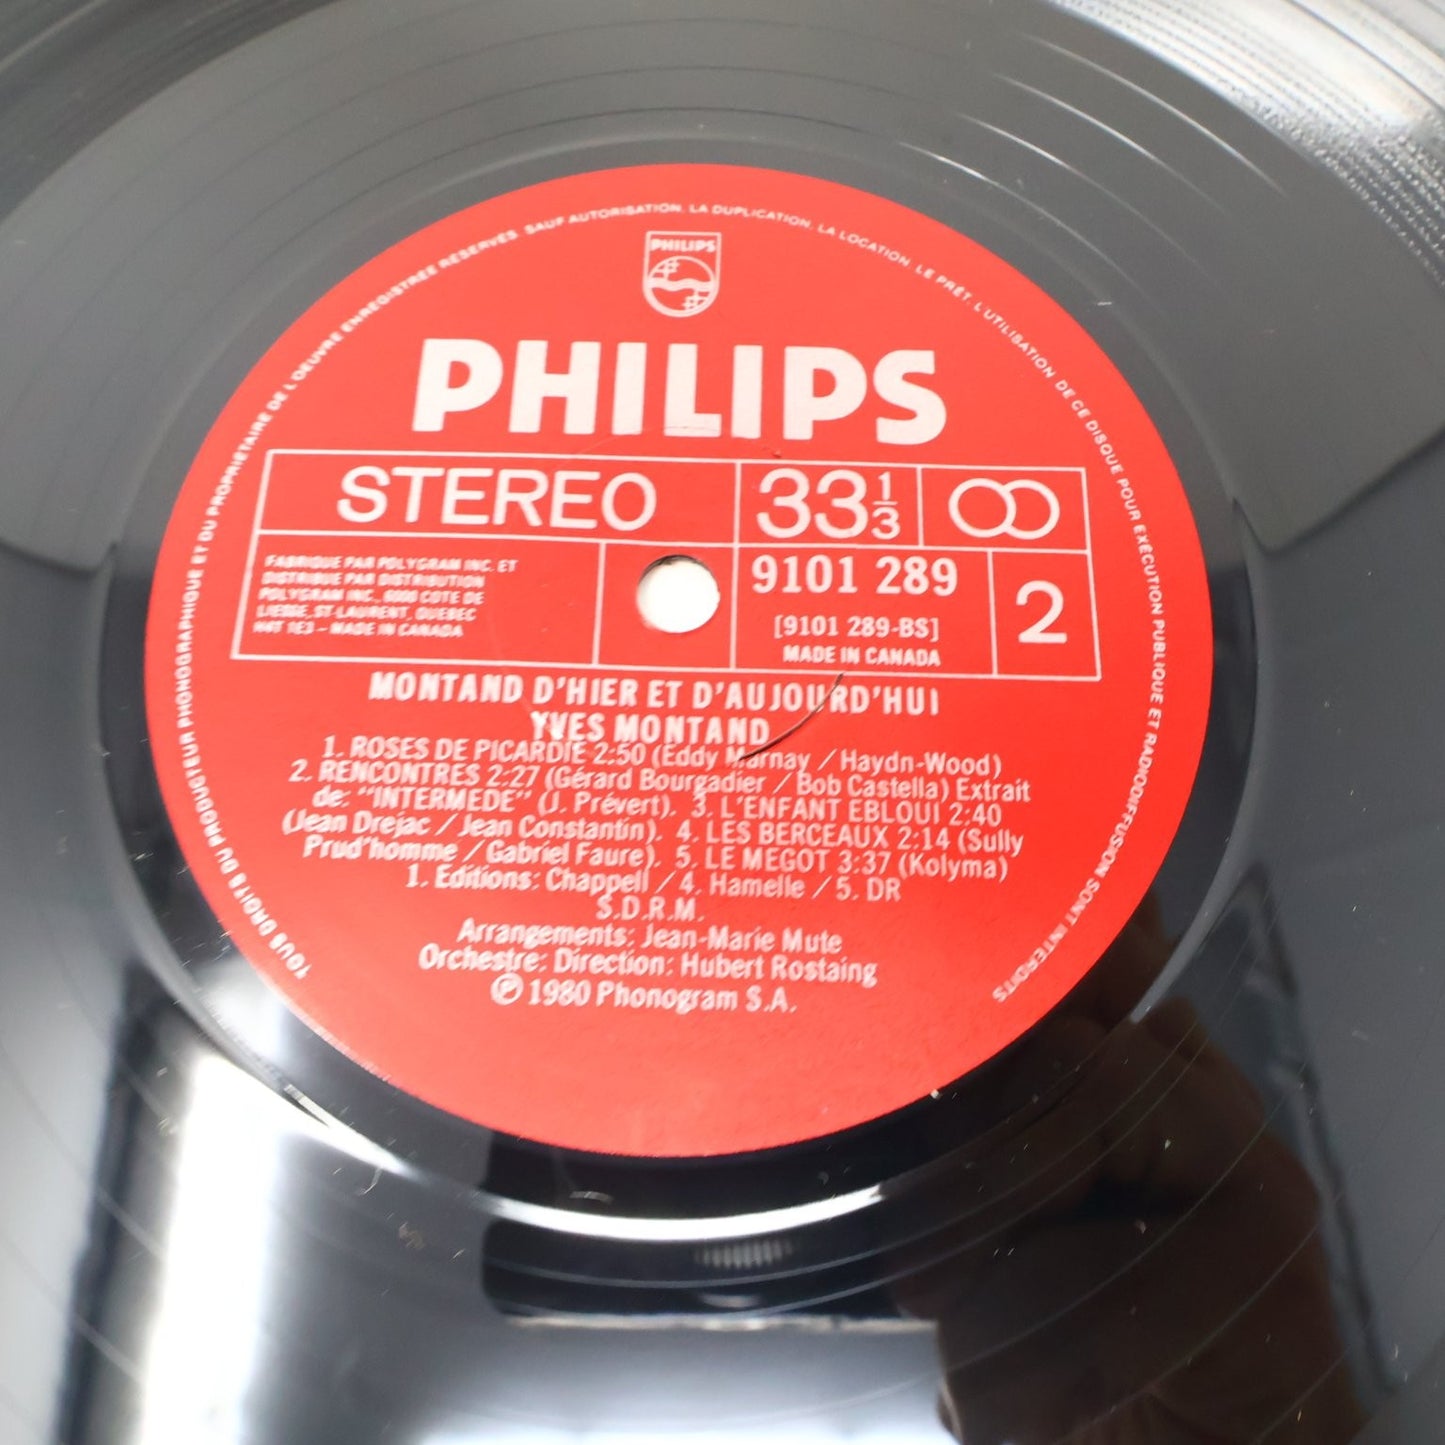 TOUS DROITS DU PRODUCTEUR PHONOGRAPHIQUE ET DU PROPRIETAIRE DE L'OEUVRE ENREGISTREE RESERVES. SAUF AUTORISATION, LA DUPLICATION, LA LOCATION, LE PRET, L'UTILISATION DE CE DISQUE POUR EXECUTION PUBLIQUE ET RADIODIFFUSION SONT INTERDITS
PHILIPS
PHILIPS
STEREO
33 1/3
FABRIQUE PAR POLYGRAM INC. ET
DISTRIBUE PAR DISTRIBUTION
POLYGRAM INC., 6000 COTE DE
LIESSE, ST-LAURENT, QUEBEC
H4T 1E3 – MADE IN CANADA
9101 289
[9101 289-BS]
MADE IN CANADA
2
MONTAND D'HIER ET D'AUJOURD'HUI
YVES MONTAND
1. ROSES DE PICARDIE 2:50 (Eddy Marnay / Haydn-Wood)
2. RENCONTRES 2:27 (Gérard Bourgadier / Bob Castella) Extrait
de: "INTERMEDE" (J. Prévert). 3. L'ENFANT EBLOUI 2:40
(Jean Drejac / Jean Constantin). 4. LES BERCEAUX 2:14 (Sully
Prud'homme / Gabriel Faure). 5. LE MEGOT 3:37 (Kolyma)
1. Editions: Chappell / 4. Hamelle / 5. DR
S.D.R.M.
Arrangements: Jean-Marie Mute
Orchestre: Direction: Hubert Rostaing
℗ 1980 Phonogram S.A.